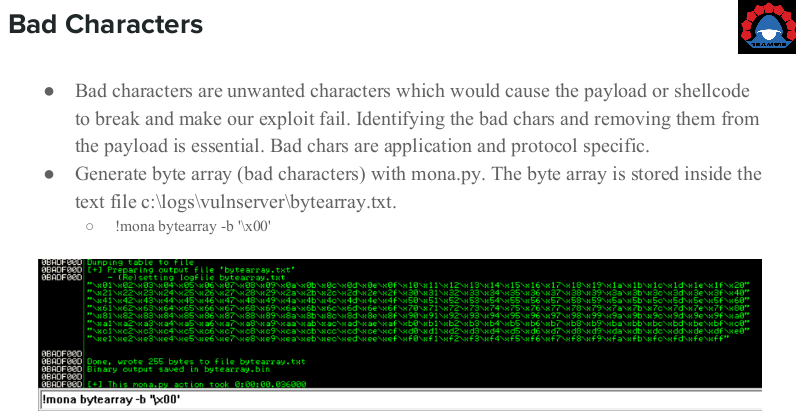 Bad Characters
● Bad characters are unwanted characters which would cause the payload or shellcode
to break and make our exploit fail. Identifying the bad chars and removing them from
the payload is essential. Bad chars are application and protocol specific.
● Generate byte array (bad characters) with mona.py. The byte array is stored inside the
text file c:\logs\vulnserver\bytearray.txt.
○ !mona bytearray -b '\x00'
0BADF00D Dumping table to file
0BADF00D [+] Preparing output file 'bytearray.txt'
0BADF00D - (Re)setting logfile bytearray.txt
"\x01\x02\x03\x04\x05\x06\x07\x08\x09\x0a\x0b\x0c\x0d\x0e\x0f\x10\x11\x12\x13\x14\x15\x16\x17\x18\x19\x1a\x1b\x1c\x1d\x1e\x1f\x20"
"\x21\x22\x23\x24\x25\x26\x27\x28\x29\x2a\x2b\x2c\x2d\x2e\x2f\x30\x31\x32\x33\x34\x35\x36\x37\x38\x39\x3a\x3b\x3c\x3d\x3e\x3f\x40"
"\x41\x42\x43\x44\x45\x46\x47\x48\x49\x4a\x4b\x4c\x4d\x4e\x4f\x50\x51\x52\x53\x54\x55\x56\x57\x58\x59\x5a\x5b\x5c\x5d\x5e\x5f\x60"
"\x61\x62\x63\x64\x65\x66\x67\x68\x69\x6a\x6b\x6c\x6d\x6e\x6f\x70\x71\x72\x73\x74\x75\x76\x77\x78\x79\x7a\x7b\x7c\x7d\x7e\x7f\x80"
"\x81\x82\x83\x84\x85\x86\x87\x88\x89\x8a\x8b\x8c\x8d\x8e\x8f\x90\x91\x92\x93\x94\x95\x96\x97\x98\x99\x9a\x9b\x9c\x9d\x9e\x9f\xa0"
"\xa1\xa2\xa3\xa4\xa5\xa6\xa7\xa8\xa9\xaa\xab\xac\xad\xae\xaf\xb0\xb1\xb2\xb3\xb4\xb5\xb6\xb7\xb8\xb9\xba\xbb\xbc\xbd\xbe\xbf\xc0"
"\xc1\xc2\xc3\xc4\xc5\xc6\xc7\xc8\xc9\xca\xcb\xcc\xcd\xce\xcf\xd0\xd1\xd2\xd3\xd4\xd5\xd6\xd7\xd8\xd9\xda\xdb\xdc\xdd\xde\xdf\xe0"
"\xe1\xe2\xe3\xe4\xe5\xe6\xe7\xe8\xe9\xea\xeb\xec\xed\xee\xef\xf0\xf1\xf2\xf3\xf4\xf5\xf6\xf7\xf8\xf9\xfa\xfb\xfc\xfd\xfe\xff"
0BADF00D
0BADF00D Done, wrote 255 bytes to file bytearray.txt
0BADF00D Binary output saved in bytearray.bin
0BADF00D
0BADF00D [+] This mona.py action took 0:00:00.036000
!mona bytearray -b '\x00'